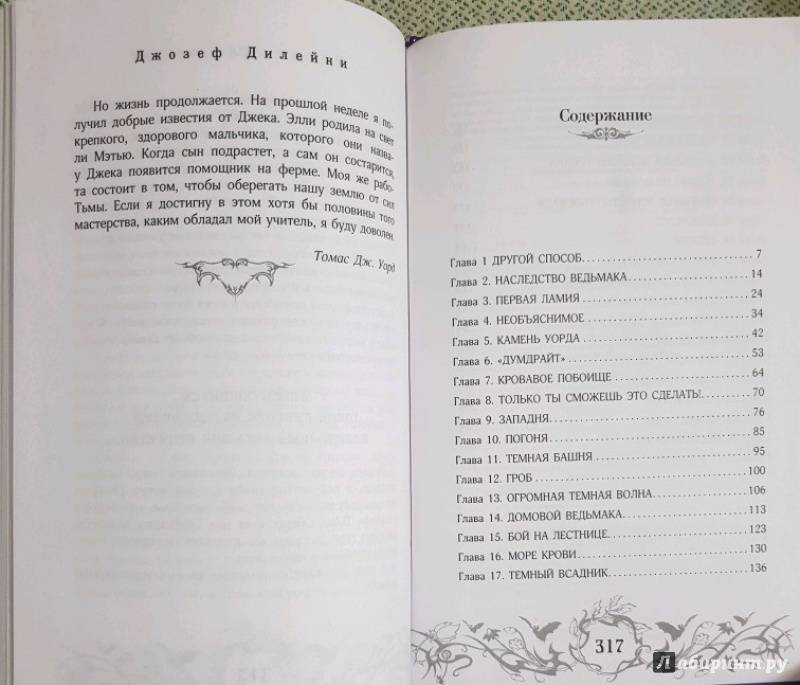 Джозеф Дилейни
Но жизнь продолжается. На прошлой неделе я по-
лучил добрые известия от Джека. Элли родила на свет
крепкого, здорового мальчика, которого они назва-
ли Мэтью. Когда сын подрастет, а сам он состарится,
у Джека появится помощник на ферме. Моя же рабо-
та состоит в том, чтобы оберегать нашу землю от сил
Тьмы. Если я достигну в этом хотя бы половины того
мастерства, каким обладал мой учитель, я буду доволен.
Томас Дж. Уорд
Содержание
Глава 1 ДРУГОЙ СПОСОБ. 7
Глава 2. НАСЛЕДСТВО ВЕДЬМАКА 14
Глава 3. ПЕРВАЯ ЛАМИЯ 24
Глава 4. НЕОБЪЯСНИМОЕ 34
Глава 5. КАМЕНЬ УОРДА 42
Глава 6. «ДУМДРАЙТ» 53
Глава 7. КРОВАВОЕ ПОБОИЩЕ 64
Глава 8. ТОЛЬКО ТЫ СМОЖЕШЬ ЭТО СДЕЛАТЬ!. 70
Глава 9. ЗАПАДНЯ 76
Глава 10. ПОГОНЯ 85
Глава 11. ТЕМНАЯ БАШНЯ 95
Глава 12. ГРОБ 100
Глава 13. ОГРОМНАЯ ТЕМНАЯ ВОЛНА. 106
Глава 14. ДОМОВОЙ ВЕДЬМАКА. 113
Глава 15. БОЙ НА ЛЕСТНИЦЕ. 123
Глава 16. МОРЕ КРОВИ 130
Глава 17. ТЕМНЫЙ ВСАДНИК. 136
317
Лабиринт.ру